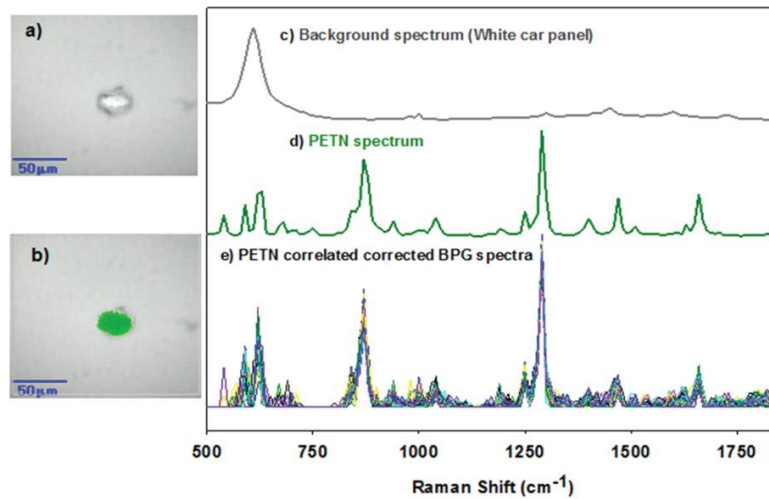 a)
50µm
b)
50µm
c) Background spectrum (White car panel)
d) PETN spectrum
e) PETN correlated corrected BPG spectra
500 750 1000 1250 1500 1750
Raman Shift (cm-1)